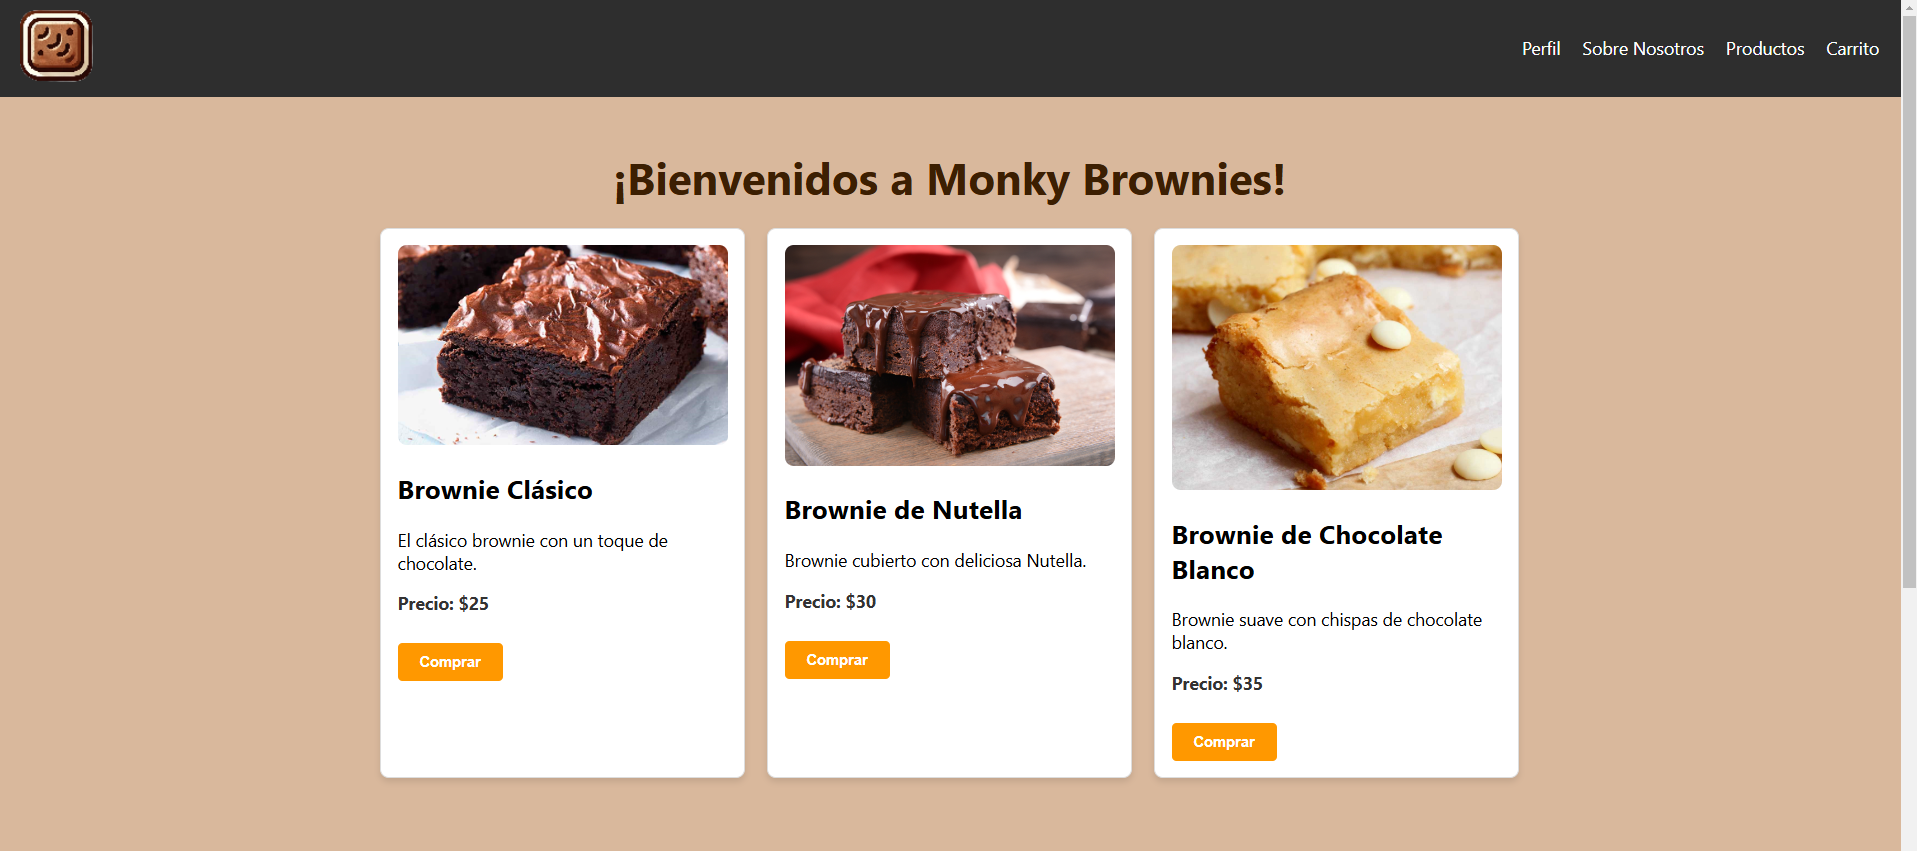 Perfil Sobre Nosotros Productos Carrito
¡Bienvenidos a Monky Brownies!
Brownie Clásico
El clásico brownie con un toque de
chocolate.
Precio: $25
Comprar
Brownie de Nutella
Brownie cubierto con deliciosa Nutella.
Precio: $30
Comprar
Brownie de Chocolate
Blanco
Brownie suave con chispas de chocolate
blanco.
Precio: $35
Comprar